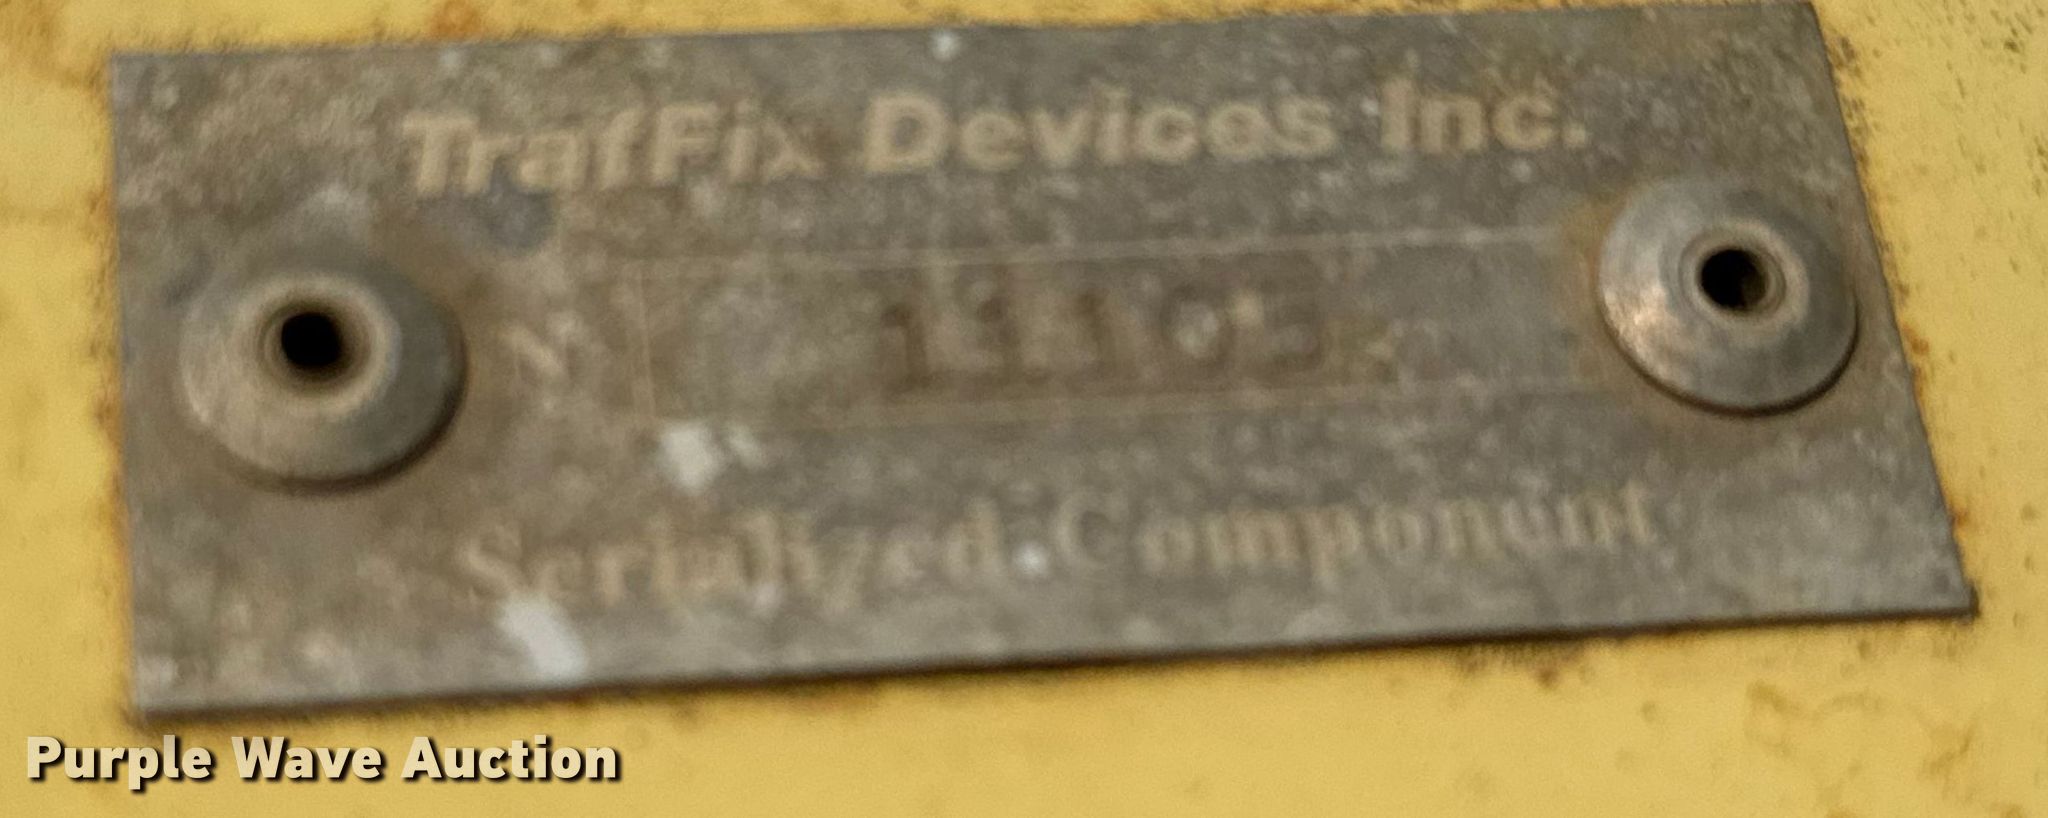 TrafFix Devices Inc.
Serialized Component
Purple Wave Auction